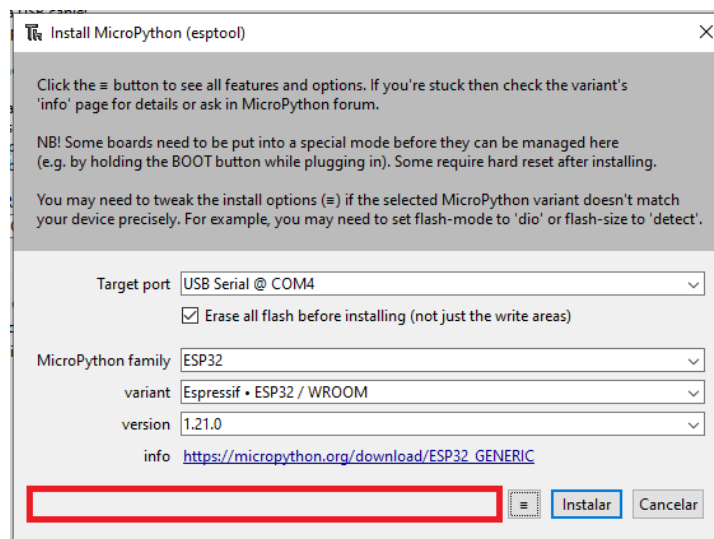 Install MicroPython (esptool)
Click the ≡ button to see all features and options. If you're stuck then check the variant's
'info' page for details or ask in MicroPython forum.
NB! Some boards need to be put into a special mode before they can be managed here
(e.g. by holding the BOOT button while plugging in). Some require hard reset after installing.
You may need to tweak the install options (≡) if the selected MicroPython variant doesn't match
your device precisely. For example, you may need to set flash-mode to 'dio' or flash-size to 'detect'.
Target port USB Serial @ COM4
Erase all flash before installing (not just the write areas)
MicroPython family ESP32
variant Espressif • ESP32 / WROOM
version 1.21.0
info https://micropython.org/download/ESP32_GENERIC
≡ Instalar Cancelar